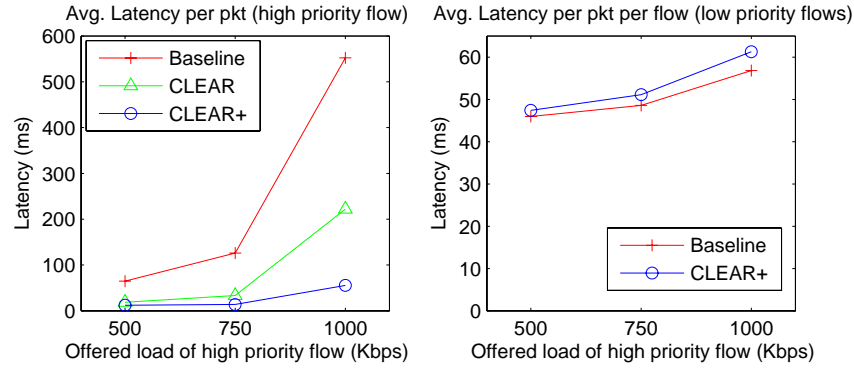 Avg. Latency per pkt (high priority flow)
600
500
400
300
200
100
0
Latency (ms)
Baseline
CLEAR
CLEAR+
500 750 1000
Offered load of high priority flow (Kbps)
Avg. Latency per pkt per flow (low priority flows)
60
50
40
30
20
10
0
Latency (ms)
Baseline
CLEAR+
500 750 1000
Offered load of high priority flow (Kbps)